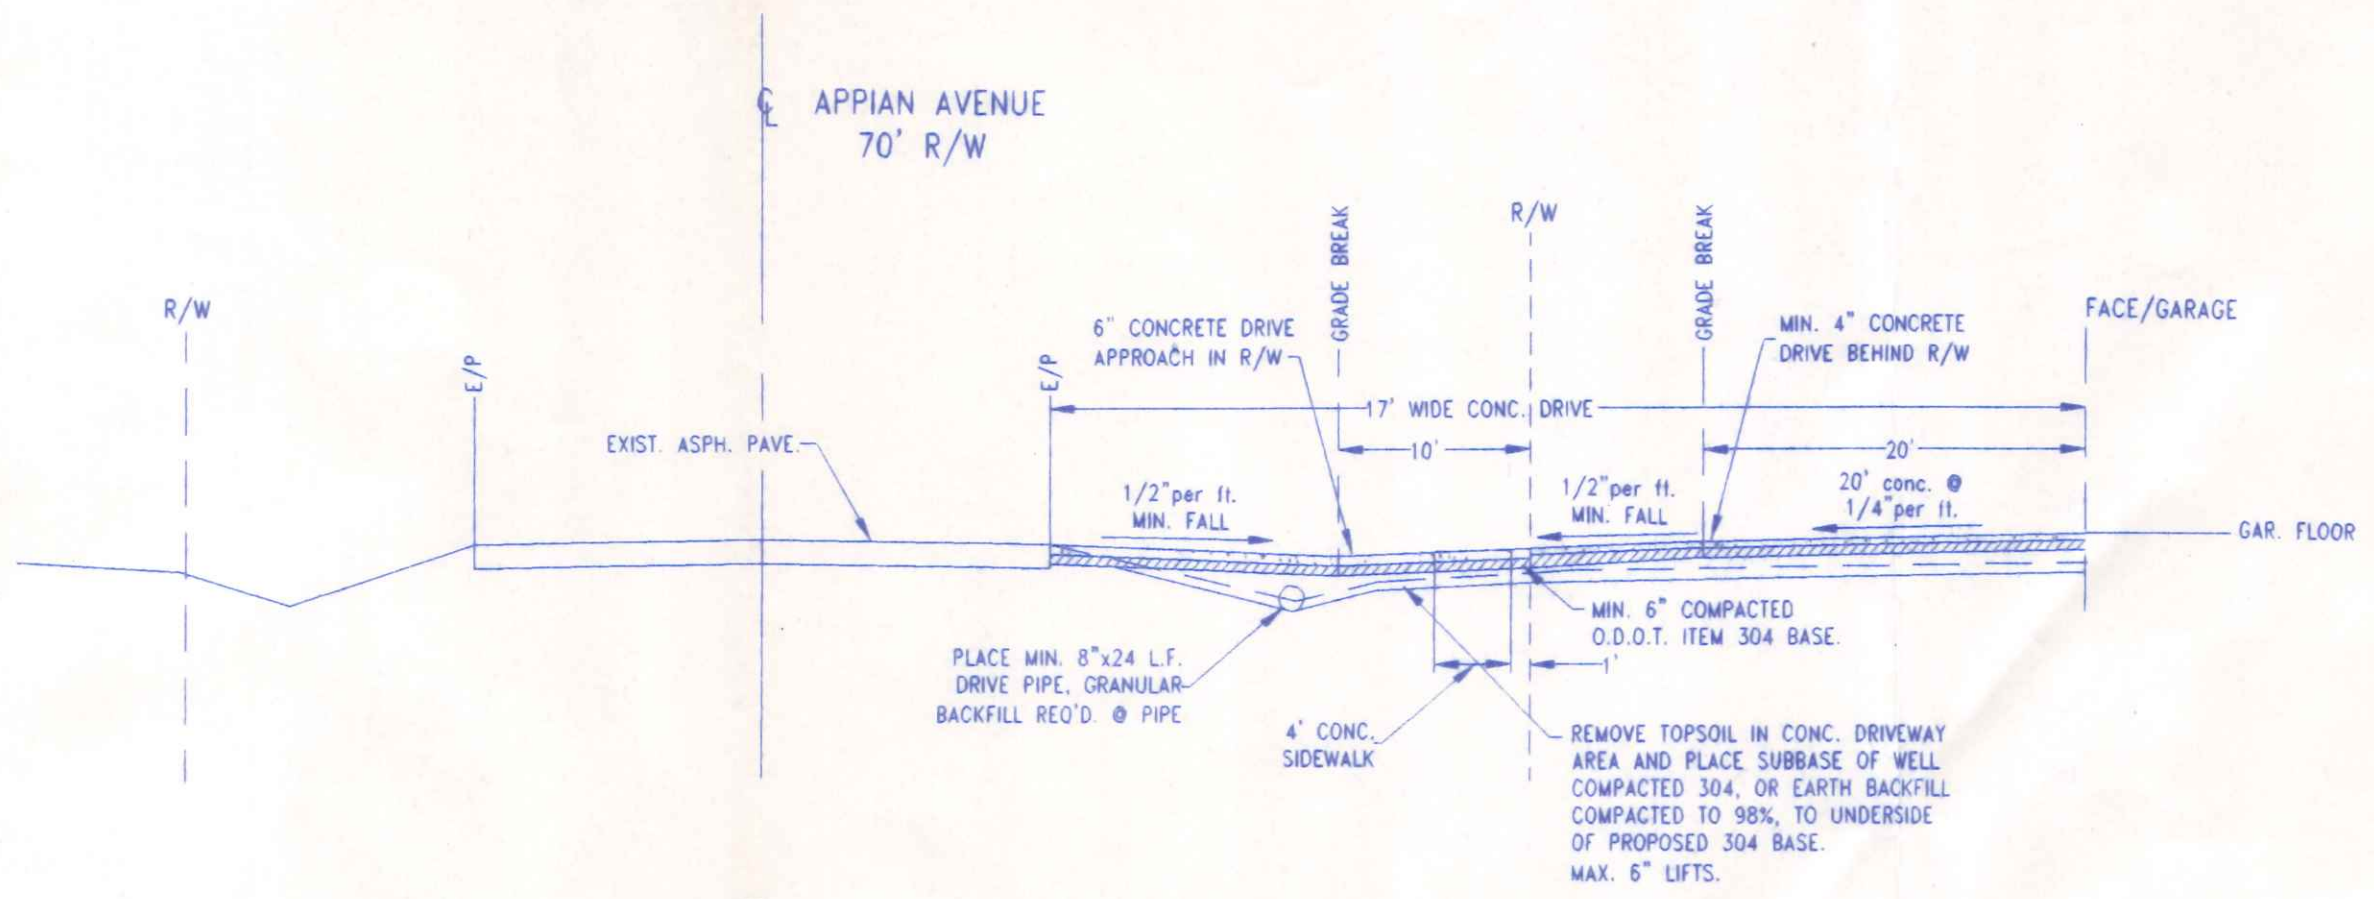 ℄ APPIAN AVENUE
70' R/W
R/W
E/P
EXIST. ASPH. PAVE.
E/P
6" CONCRETE DRIVE
APPROACH IN R/W
GRADE BREAK
R/W
GRADE BREAK
MIN. 4" CONCRETE
DRIVE BEHIND R/W
FACE/GARAGE
17' WIDE CONC. DRIVE
10'
20'
1/2"per ft.
MIN. FALL
1/2"per ft.
MIN. FALL
20' conc. @
1/4"per ft.
GAR. FLOOR
MIN. 6" COMPACTED
O.D.O.T. ITEM 304 BASE.
1'
PLACE MIN. 8"x24 L.F.
DRIVE PIPE, GRANULAR
BACKFILL REQ'D. @ PIPE
4' CONC.
SIDEWALK
REMOVE TOPSOIL IN CONC. DRIVEWAY
AREA AND PLACE SUBBASE OF WELL
COMPACTED 304, OR EARTH BACKFILL
COMPACTED TO 98%, TO UNDERSIDE
OF PROPOSED 304 BASE.
MAX. 6" LIFTS.